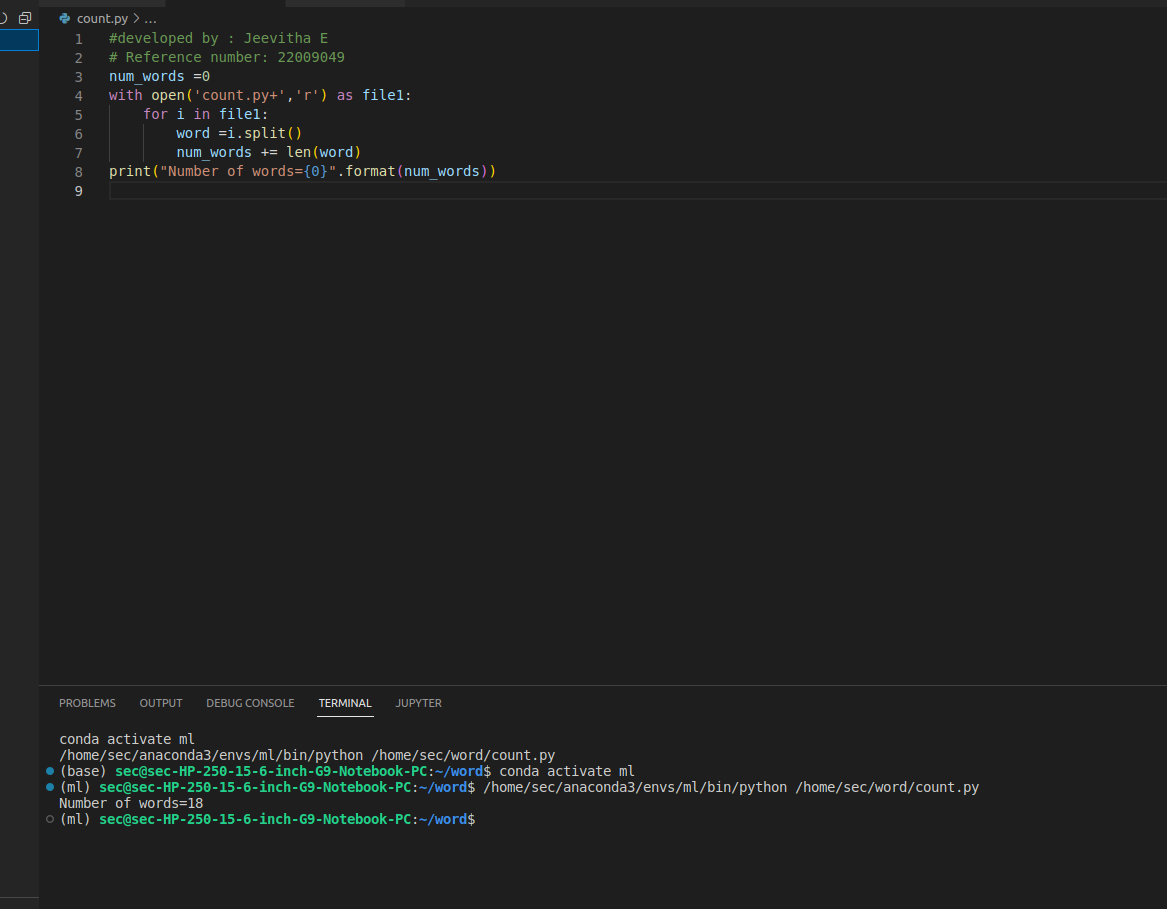 count.py > ...
1 #developed by : Jeevitha E
2 # Reference number: 22009049
3 num_words =0
4 with open('count.py+','r') as file1:
5     for i in file1:
6         word =i.split()
7         num_words += len(word)
8 print("Number of words={0}".format(num_words))
9
PROBLEMS OUTPUT DEBUG CONSOLE TERMINAL JUPYTER
conda activate ml
/home/sec/anaconda3/envs/ml/bin/python /home/sec/word/count.py
(base) sec@sec-HP-250-15-6-inch-G9-Notebook-PC:~/word$ conda activate ml
(ml) sec@sec-HP-250-15-6-inch-G9-Notebook-PC:~/word$ /home/sec/anaconda3/envs/ml/bin/python /home/sec/word/count.py
Number of words=18
(ml) sec@sec-HP-250-15-6-inch-G9-Notebook-PC:~/word$